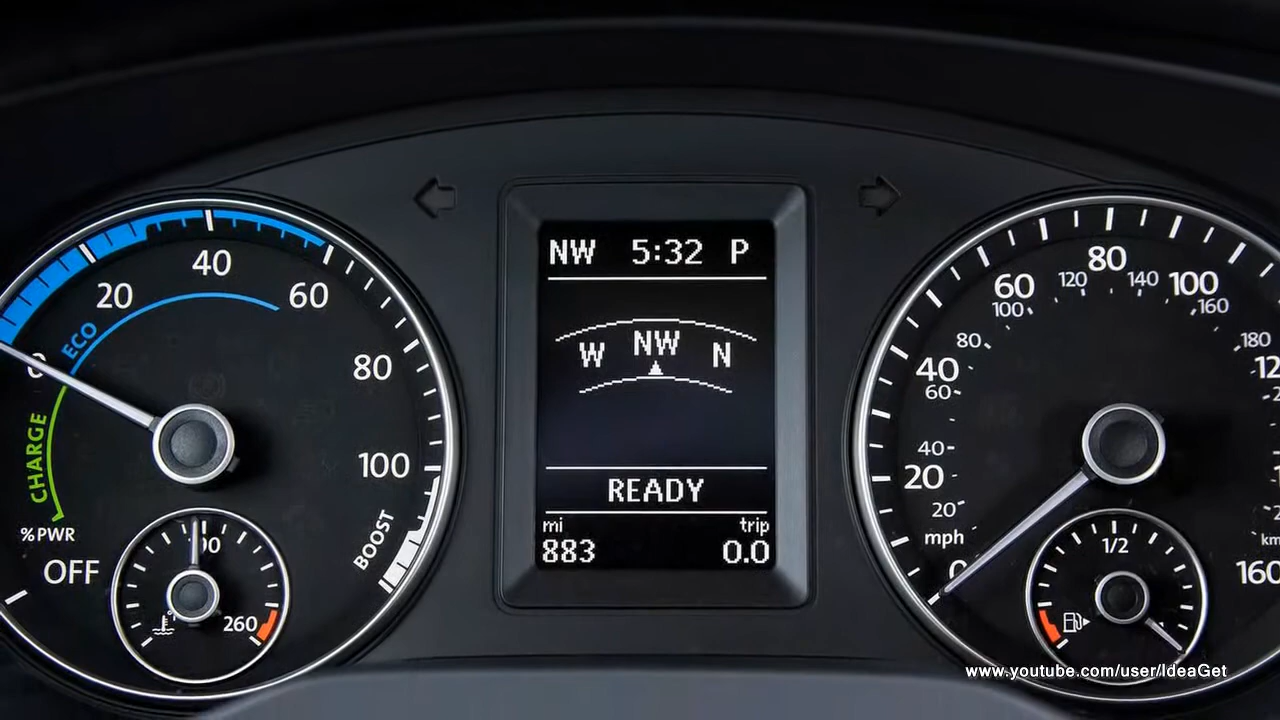 NW 5:32 P
W NW N
READY
mi trip
883 0.0
0 20 40 60 80 100
ECO
CHARGE
BOOST
%PWR
OFF
260
mph
0 20 40 60 80 100 160
20 40 60 80 100 120 140 160 180
1/2
www.youtube.com/user/IdeaGet